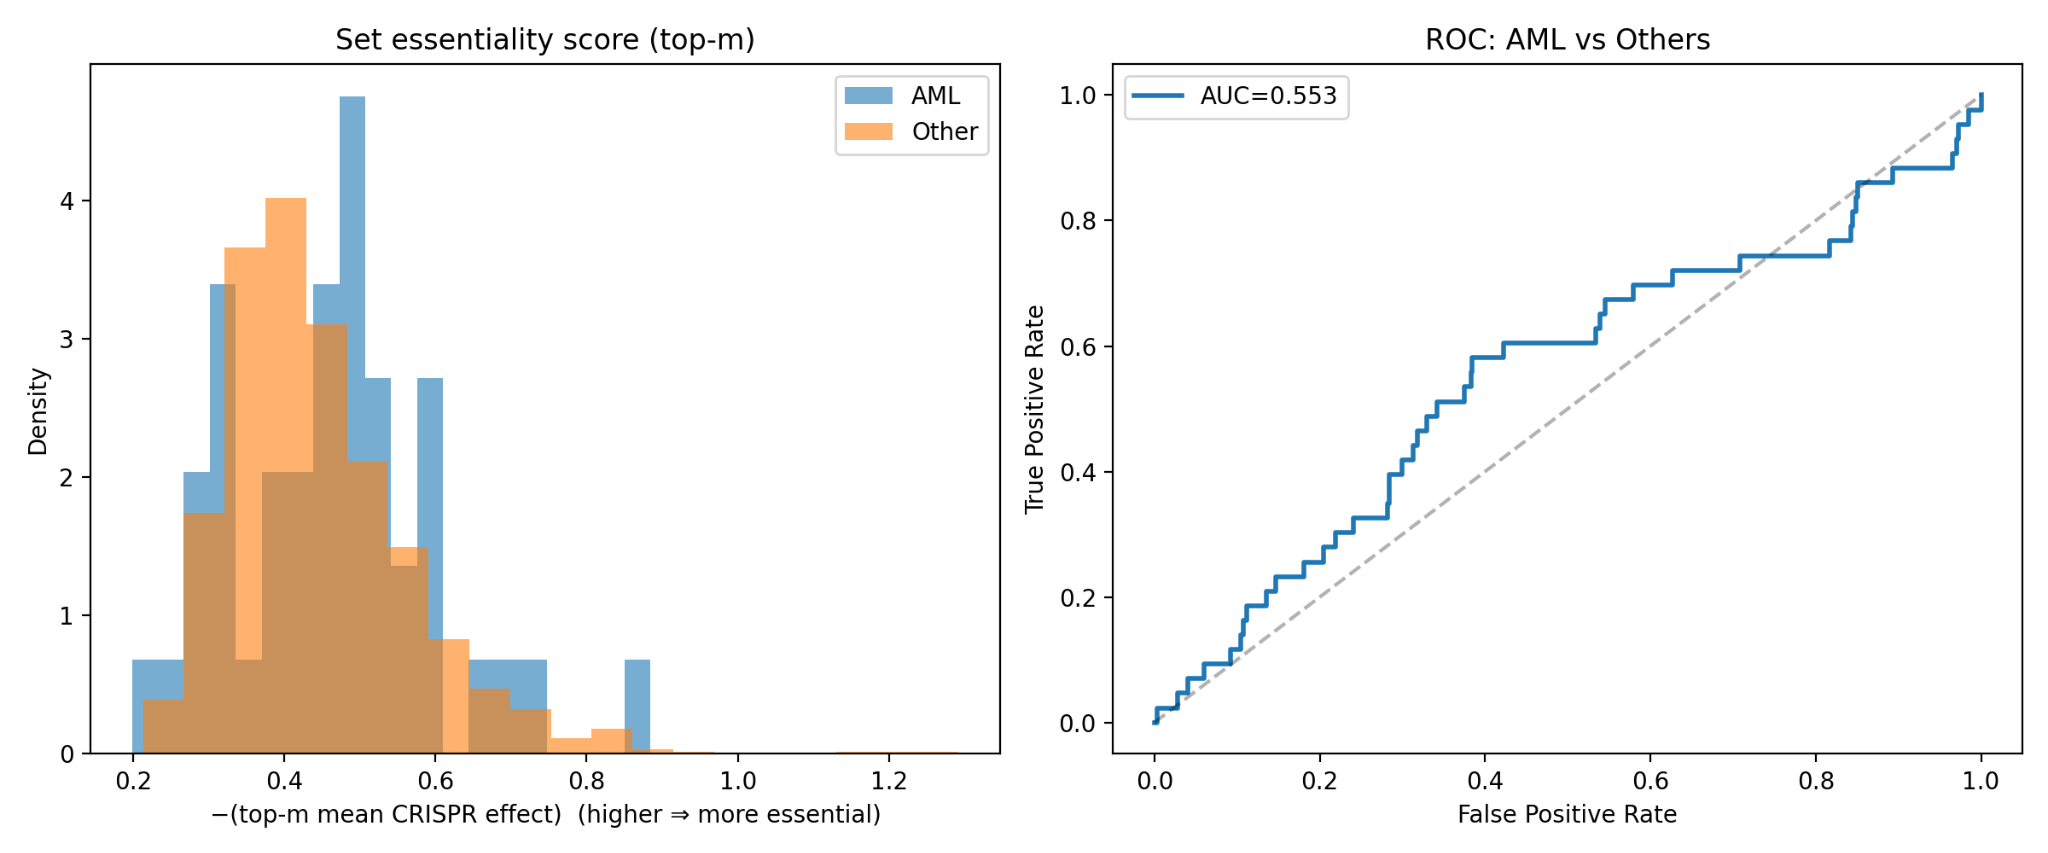 Set essentiality score (top-m)
AML
Other
4
3
2
1
0
Density
0.2 0.4 0.6 0.8 1.0 1.2
−(top-m mean CRISPR effect) (higher ⇒ more essential)
ROC: AML vs Others
AUC=0.553
1.0
0.8
0.6
0.4
0.2
0.0
True Positive Rate
0.0 0.2 0.4 0.6 0.8 1.0
False Positive Rate